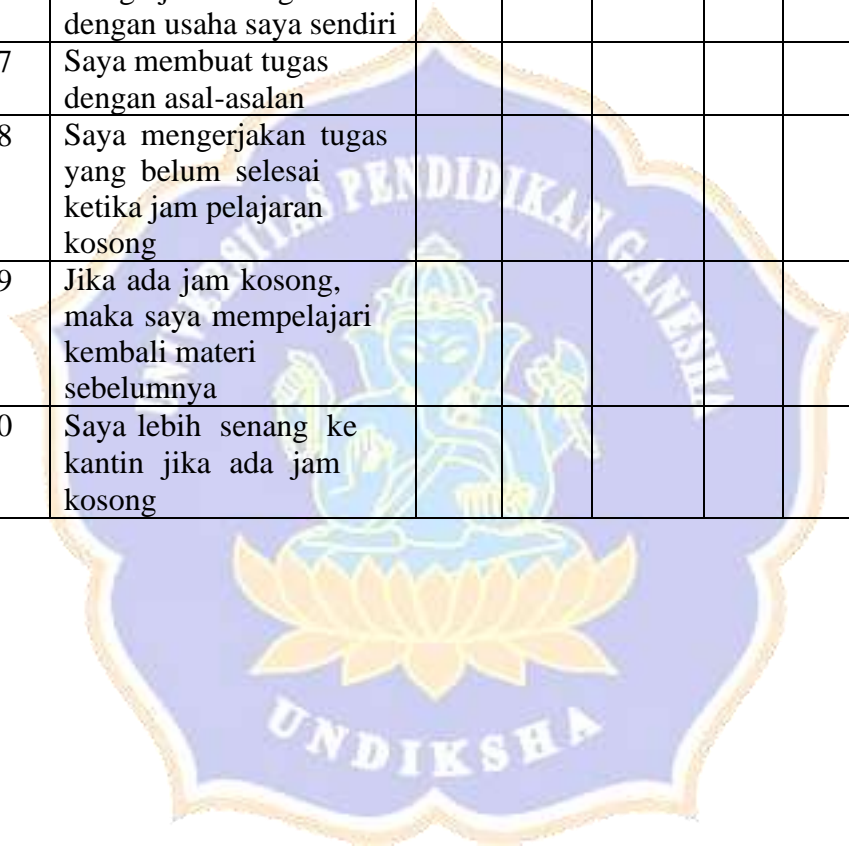 dengan usaha saya sendiri
7 Saya membuat tugas
dengan asal-asalan
8 Saya mengerjakan tugas
yang belum selesai
ketika jam pelajaran
kosong
9 Jika ada jam kosong,
maka saya mempelajari
kembali materi
sebelumnya
0 Saya lebih senang ke
kantin jika ada jam
kosong
UNIVERSITAS PENDIDIKAN GANESHA
UNDIKSHA